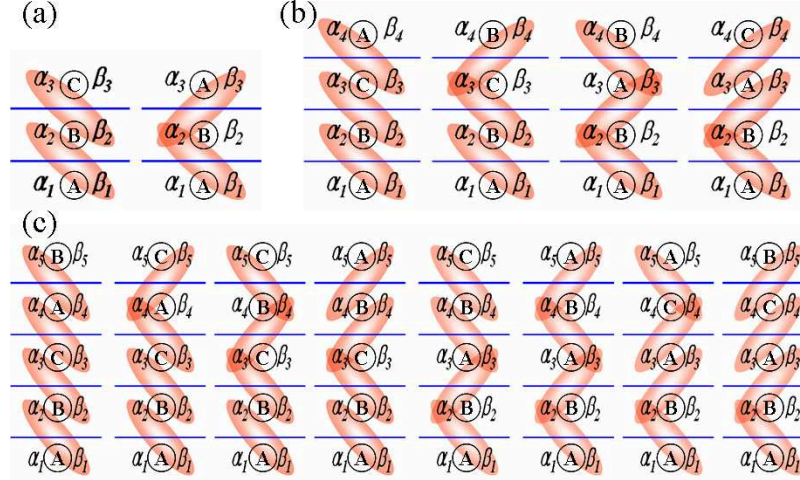 (a)
α3 C β3 α3 A β3
α2 B β2 α2 B β2
α1 A β1 α1 A β1
(b)
α4 A β4 α4 B β4 α4 B β4 α4 C β4
α3 C β3 α3 C β3 α3 A β3 α3 A β3
α2 B β2 α2 B β2 α2 B β2 α2 B β2
α1 A β1 α1 A β1 α1 A β1 α1 A β1
(c)
α5 B β5 α5 C β5 α5 C β5 α5 A β5 α5 C β5 α5 A β5 α5 A β5 α5 B β5
α4 A β4 α4 A β4 α4 B β4 α4 B β4 α4 B β4 α4 B β4 α4 C β4 α4 C β4
α3 C β3 α3 C β3 α3 C β3 α3 C β3 α3 A β3 α3 A β3 α3 A β3 α3 A β3
α2 B β2 α2 B β2 α2 B β2 α2 B β2 α2 B β2 α2 B β2 α2 B β2 α2 B β2
α1 A β1 α1 A β1 α1 A β1 α1 A β1 α1 A β1 α1 A β1 α1 A β1 α1 A β1